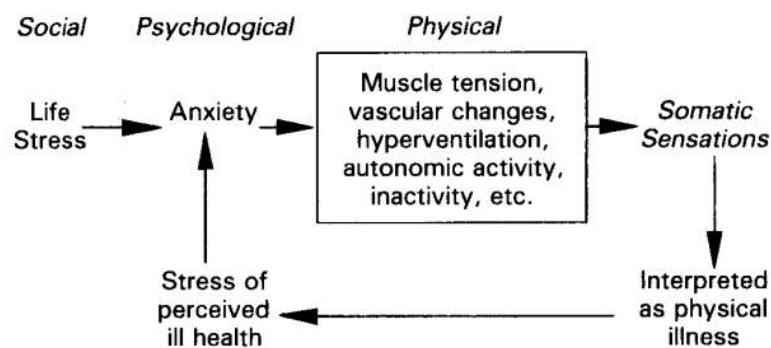 Social
Psychological
Physical
Life
Stress
Anxiety
Muscle tension,
vascular changes,
hyperventilation,
autonomic activity,
inactivity, etc.
Somatic
Sensations
Stress of
perceived
ill health
Interpreted
as physical
illness